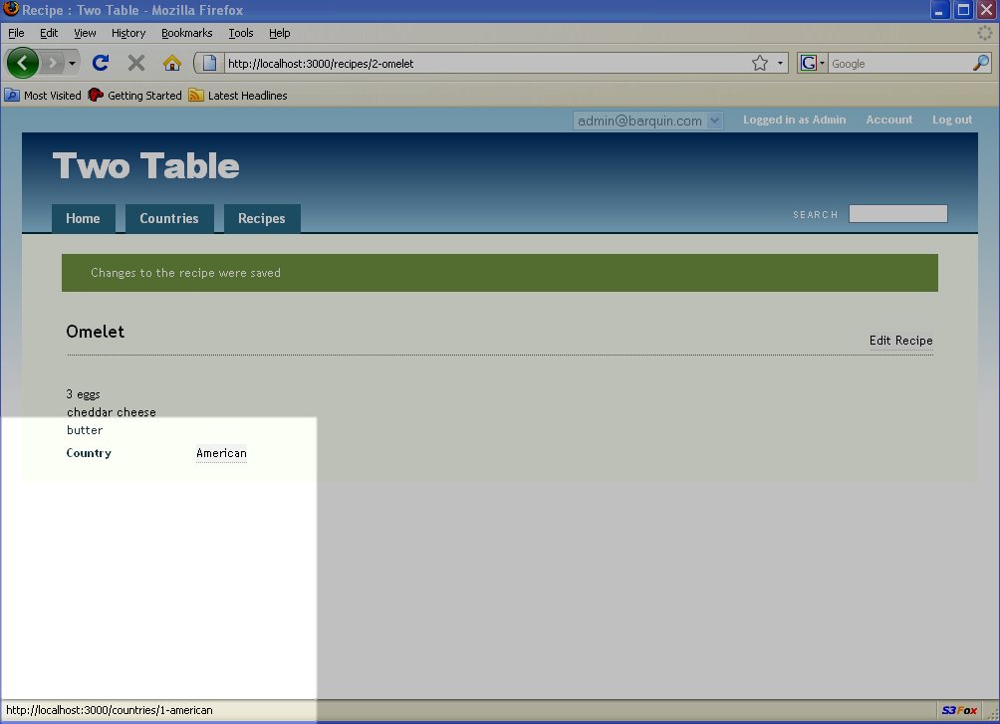 Recipe : Two Table - Mozilla Firefox
File Edit View History Bookmarks Tools Help
http://localhost:3000/recipes/2-omelet
G Google
Most Visited Getting Started Latest Headlines
admin@barquin.com Logged in as Admin Account Log out
Two Table
Home Countries Recipes SEARCH
Changes to the recipe were saved
Omelet
Edit Recipe
3 eggs
cheddar cheese
butter
Country American
http://localhost:3000/countries/1-american S3Fox